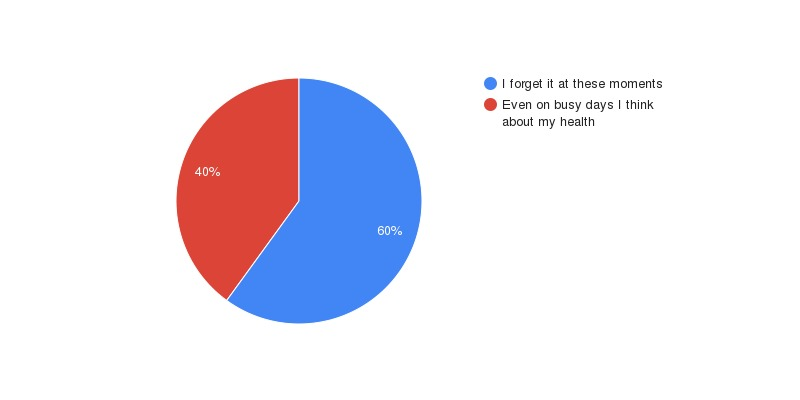 I forget it at these moments
Even on busy days I think
about my health
40%
60%